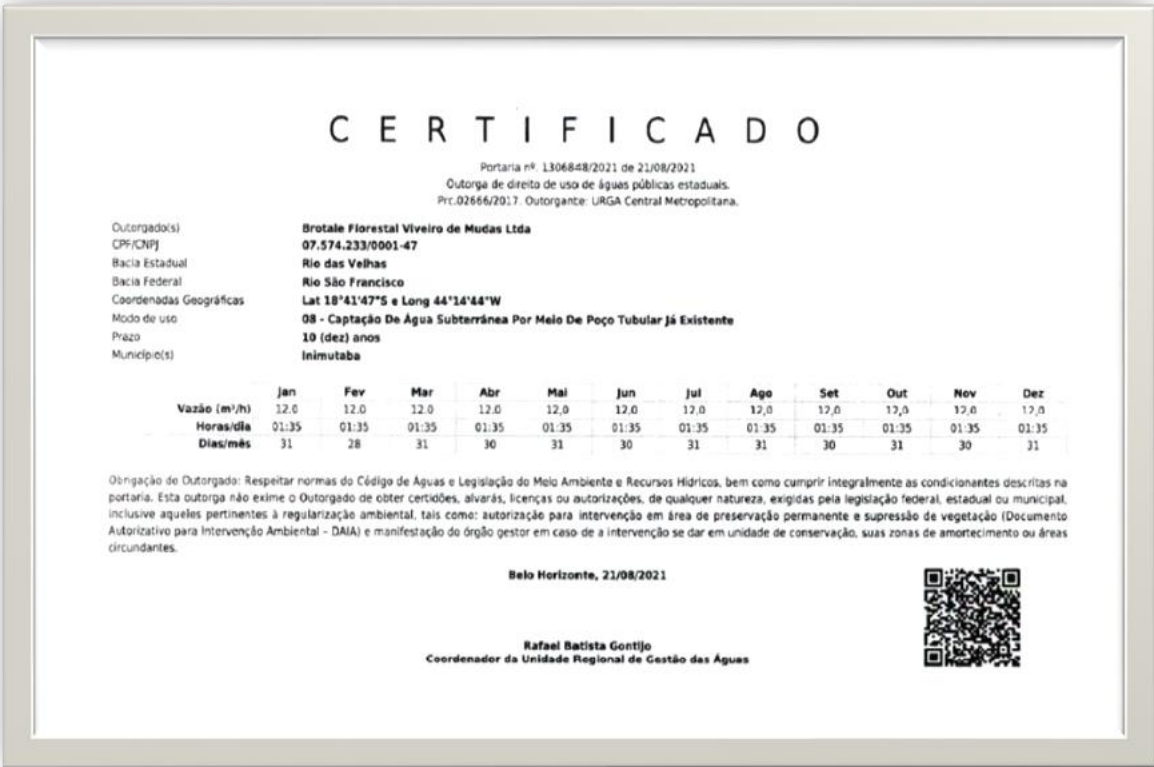 CERTIFICADO
Portaria nº. 1306848/2021 de 21/08/2021
Outorga de direito de uso de águas públicas estaduais.
Prc.02666/2017. Outorgante: URGA Central Metropolitana.
Outorgado(s) Brotale Florestal Viveiro de Mudas Ltda
CPF/CNPJ 07.574.233/0001-47
Bacia Estadual Rio das Velhas
Bacia Federal Rio São Francisco
Coordenadas Geográficas Lat 18°41'47"S e Long 44°14'44"W
Modo de uso 08 - Captação De Água Subterrânea Por Meio De Poço Tubular Já Existente
Prazo 10 (dez) anos
Município(s) Inimutaba
Jan Fev Mar Abr Mai Jun Jul Ago Set Out Nov Dez
Vazão (m³/h) 12.0 12.0 12.0 12.0 12,0 12,0 12,0 12,0 12,0 12,0 12,0 12,0
Horas/dia 01:35 01:35 01:35 01:35 01:35 01:35 01:35 01:35 01:35 01:35 01:35 01:35
Dias/mês 31 28 31 30 31 30 31 31 30 31 30 31
Obrigação de Outorgado: Respeitar normas do Código de Águas e Legislação do Meio Ambiente e Recursos Hídricos, bem como cumprir integralmente as condicionantes descritas na
portaria. Esta outorga não exime o Outorgado de obter certidões, alvarás, licenças ou autorizações, de qualquer natureza, exigidas pela legislação federal, estadual ou municipal,
inclusive aqueles pertinentes à regularização ambiental, tais como: autorização para intervenção em área de preservação permanente e supressão de vegetação (Documento
Autorizativo para Intervenção Ambiental - DAIA) e manifestação do órgão gestor em caso de a intervenção se dar em unidade de conservação, suas zonas de amortecimento ou áreas
circundantes.
Belo Horizonte, 21/08/2021
Rafael Batista Gontijo
Coordenador da Unidade Regional de Gestão das Águas